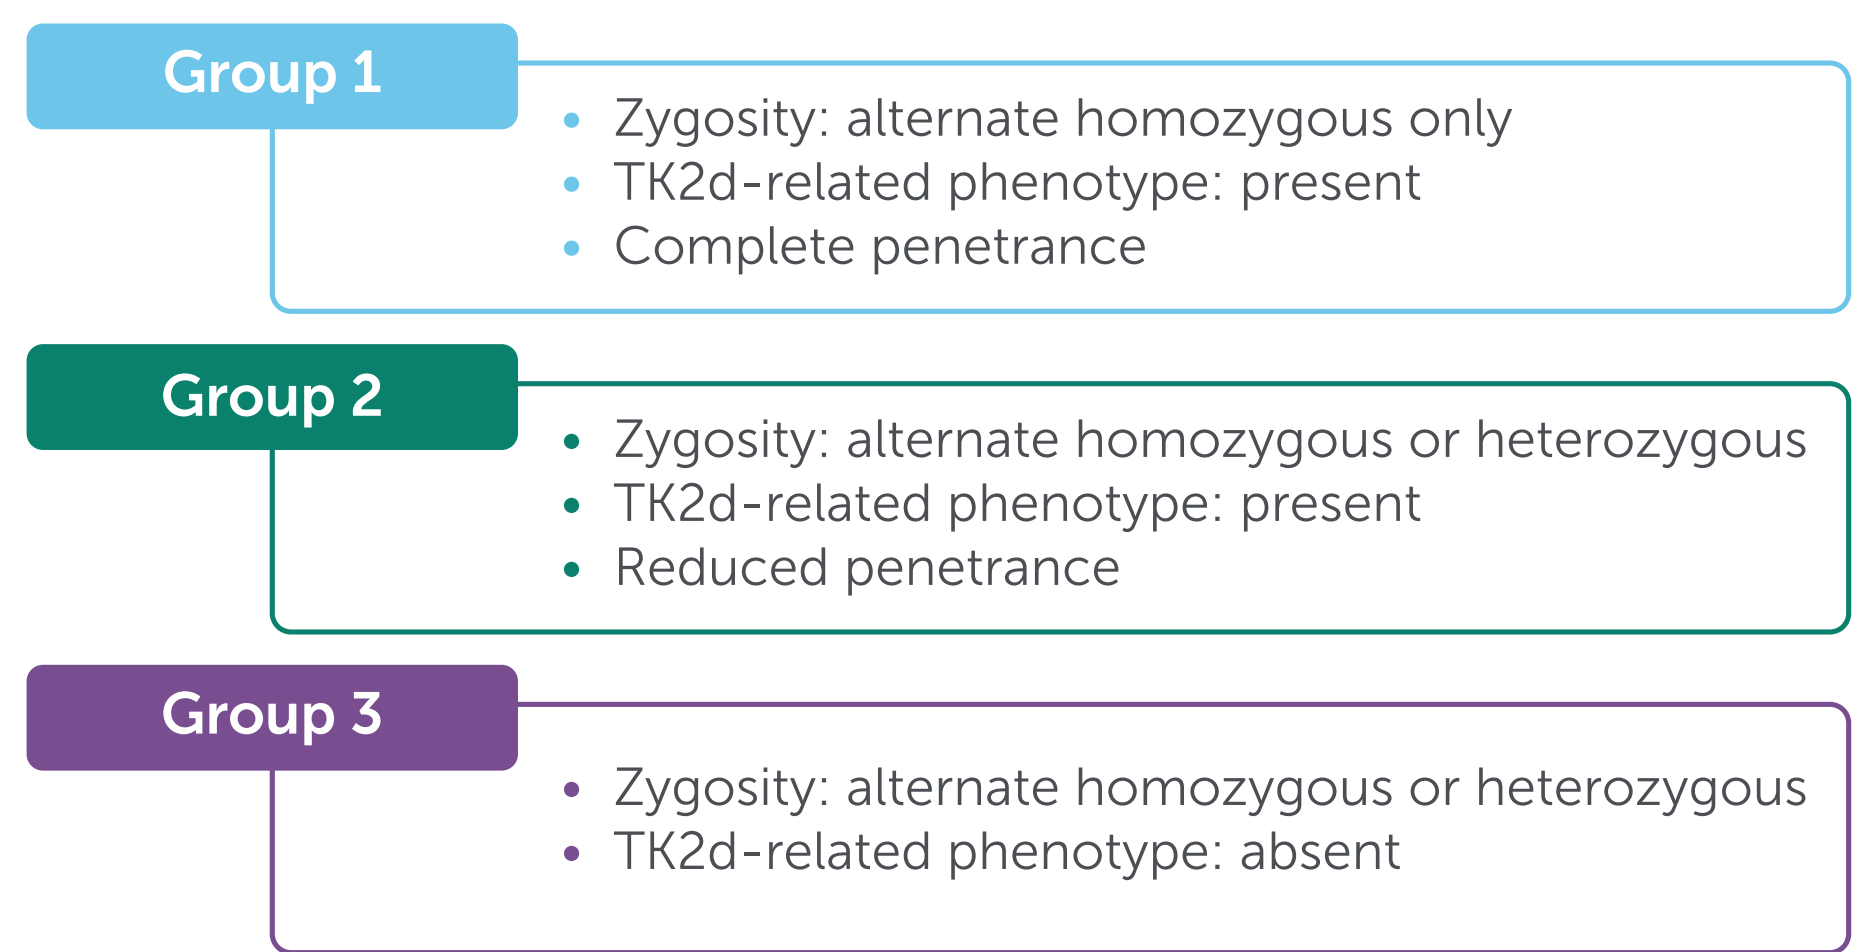 Group 1
• Zygosity: alternate homozygous only
• TK2d-related phenotype: present
• Complete penetrance
Group 2
• Zygosity: alternate homozygous or heterozygous
• TK2d-related phenotype: present
• Reduced penetrance
Group 3
• Zygosity: alternate homozygous or heterozygous
• TK2d-related phenotype: absent